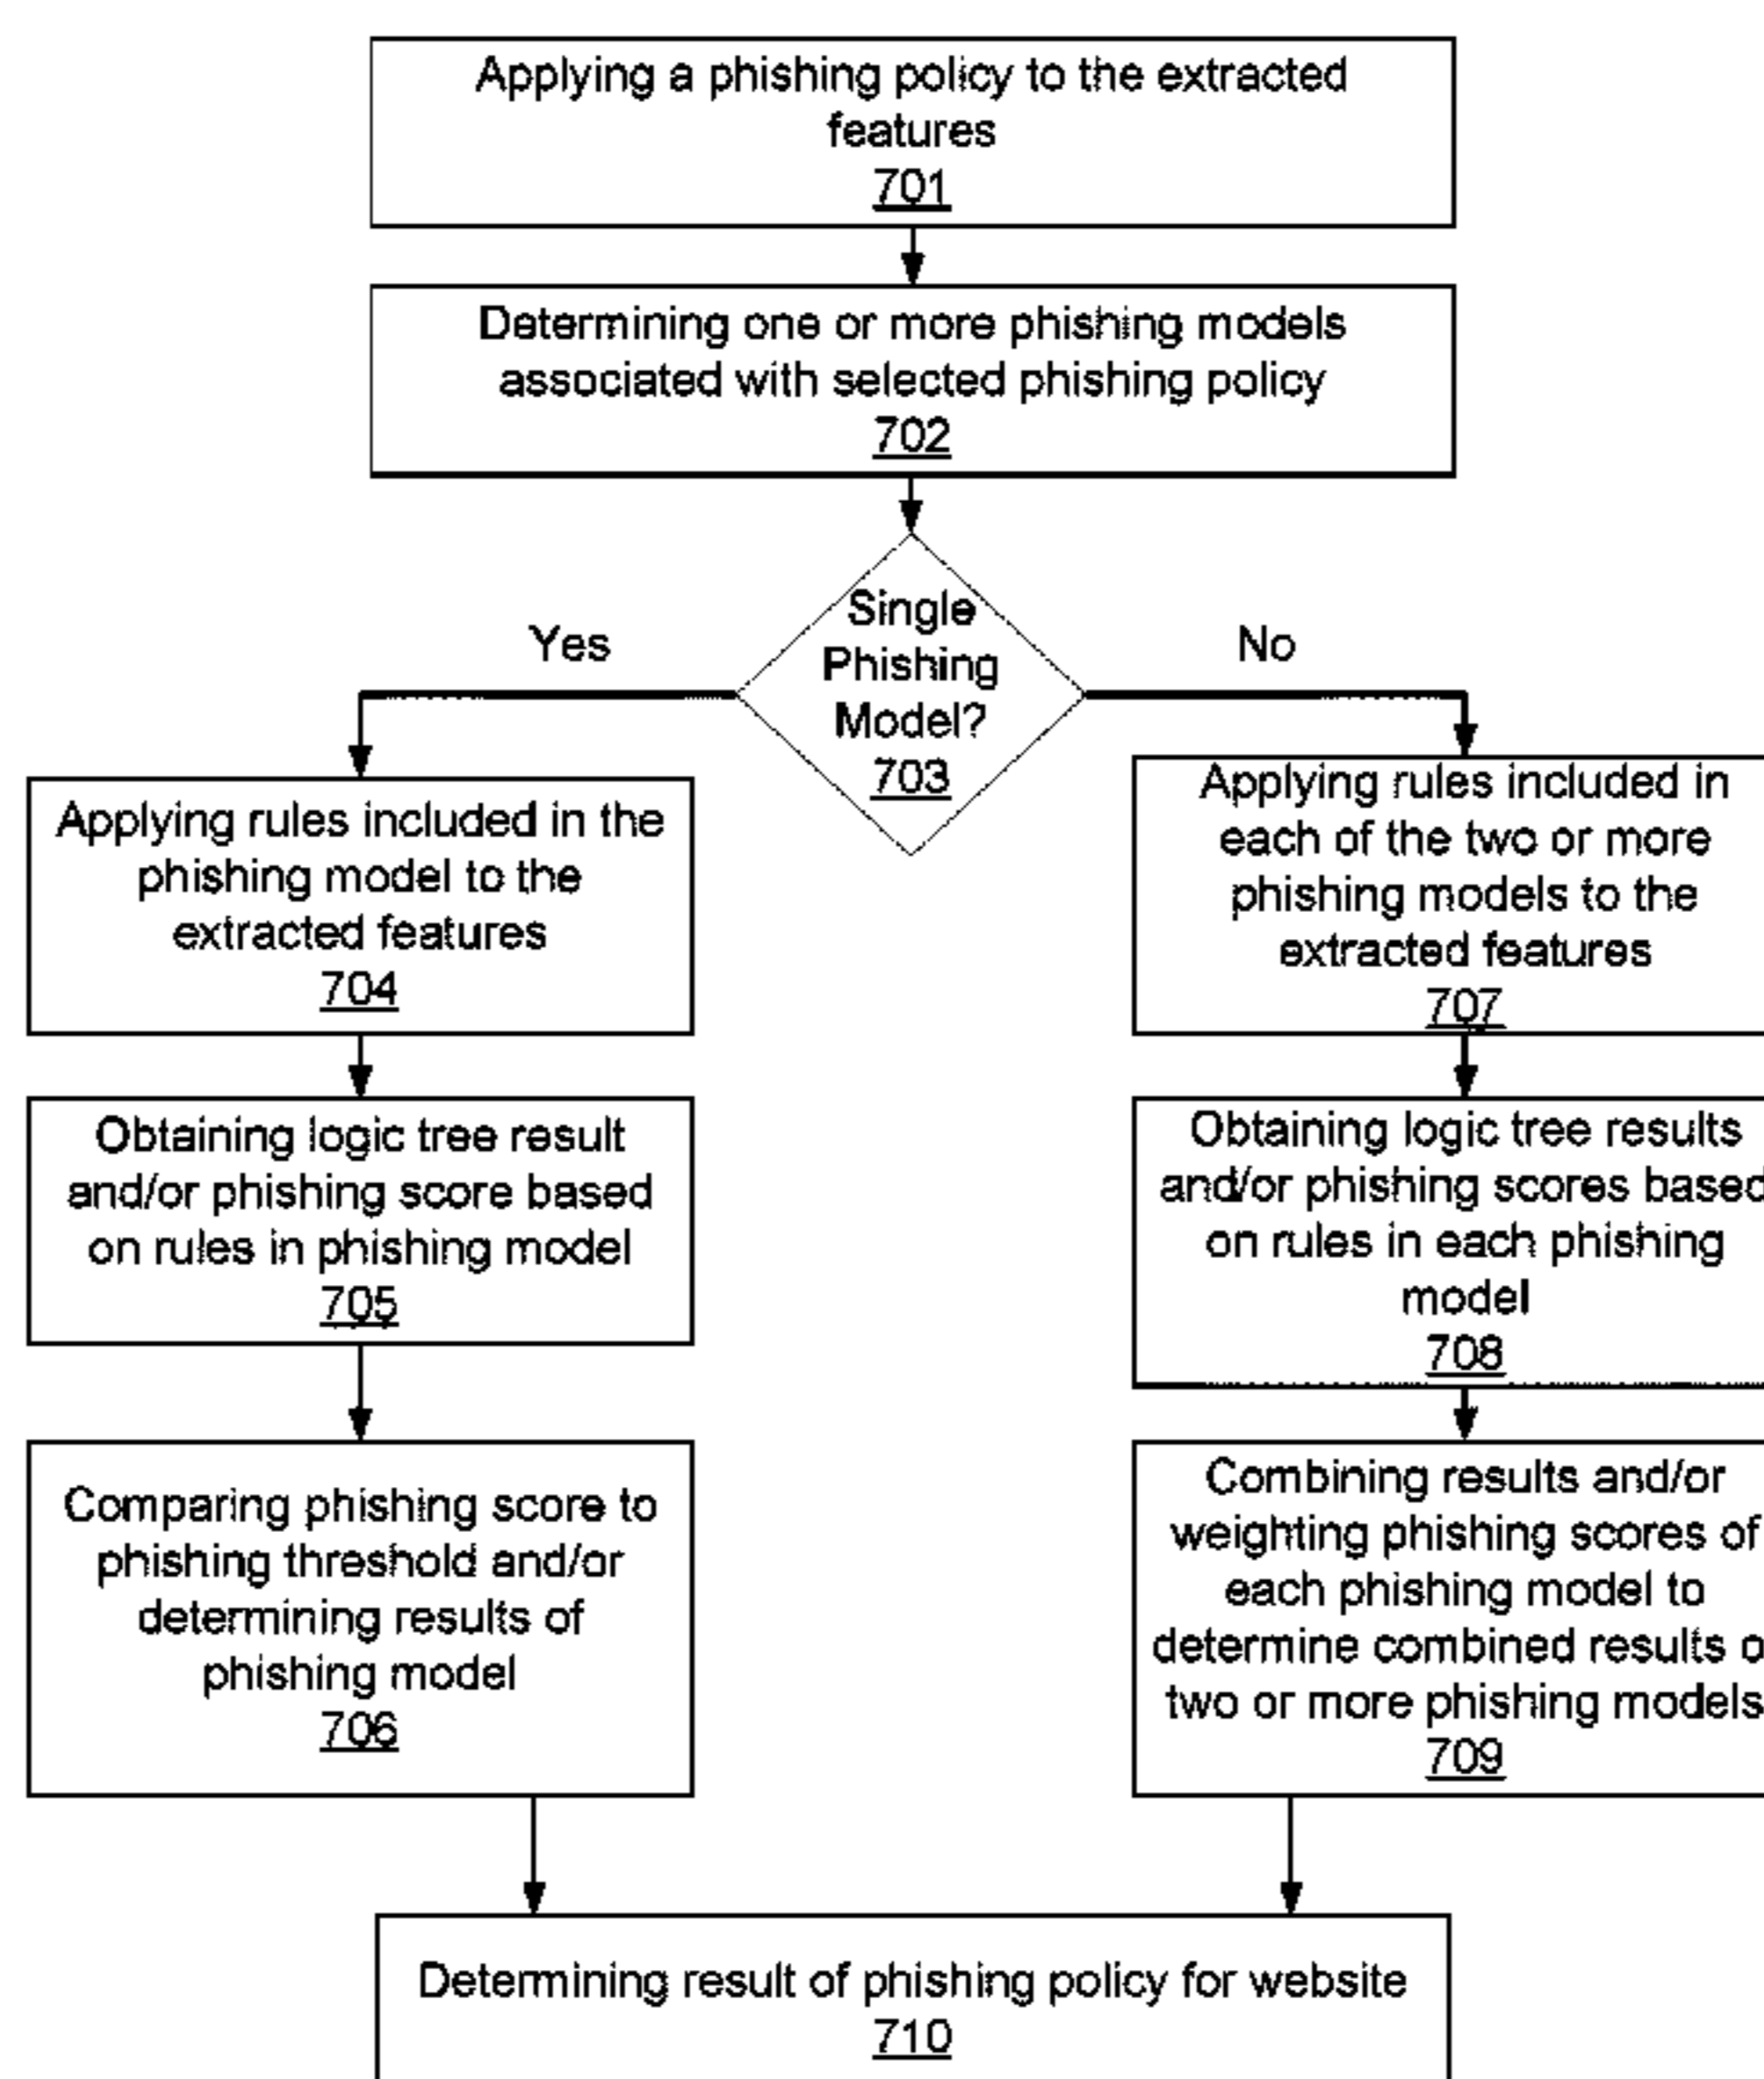 Applying a phishing policy to the extracted
features
701
Determining one or more phishing models
associated with selected phishing policy
702
Single
Phishing
Model?
703
Yes
No
Applying rules included in the
phishing model to the
extracted features
704
Obtaining logic tree result
and/or phishing score based
on rules in phishing model
705
Comparing phishing score to
phishing threshold and/or
determining results of
phishing model
706
Applying rules included in
each of the two or more
phishing models to the
extracted features
707
Obtaining logic tree results
and/or phishing scores based
on rules in each phishing
model
708
Combining results and/or
weighting phishing scores of
each phishing model to
determine combined results
two or more phishing models
709
Determining result of phishing policy for website
710